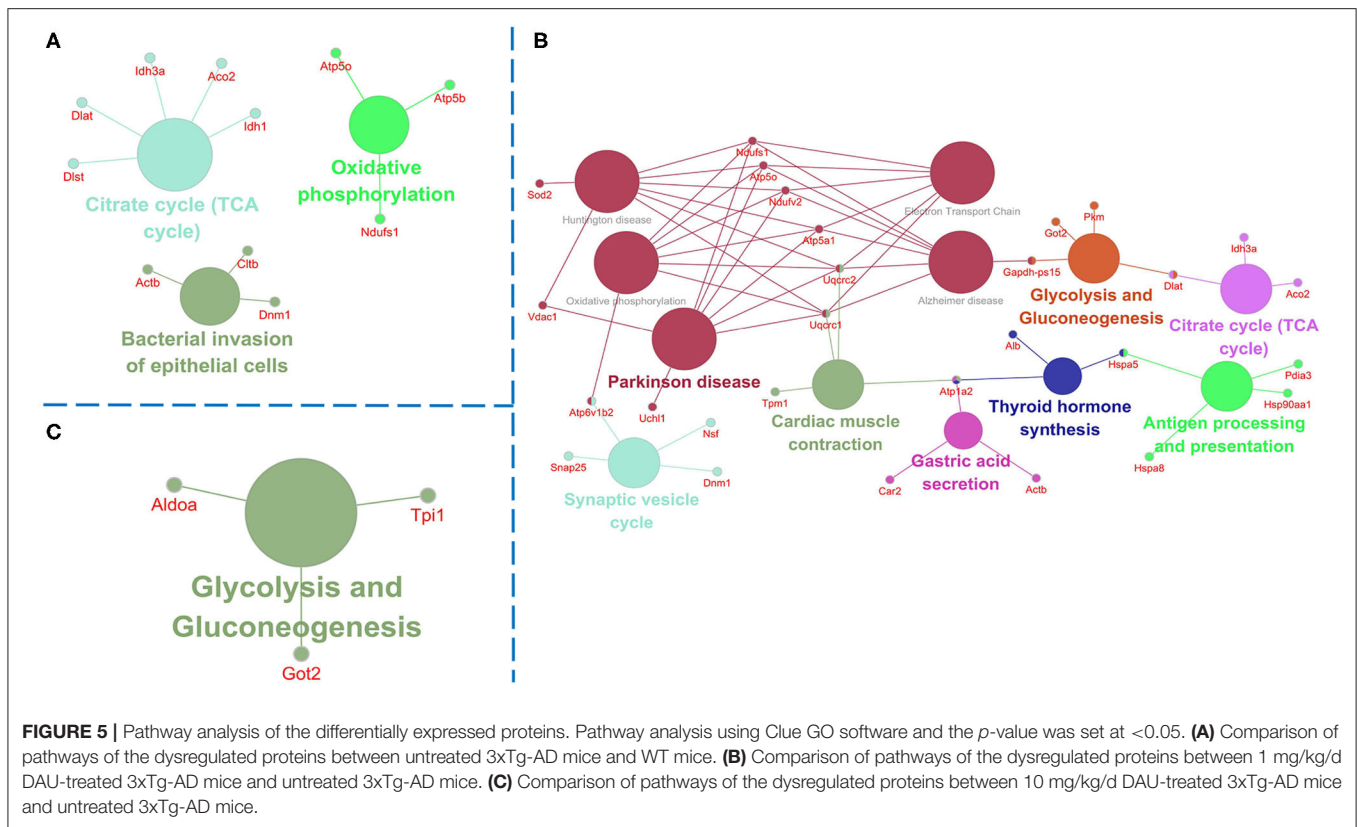 A
Idh3a
Aco2
Dlat
Idh1
Dlst
Citrate cycle (TCA
cycle)
Atp5o
Atp5b
Oxidative
phosphorylation
Ndufs1
Cltb
Actb
Dnm1
Bacterial invasion
of epithelial cells
B
Ndufs1
Atp5o
Ndufv2
Atp5a1
Uqcrc2
Uqcrc1
Sod2
Huntington disease
Electron Transport Chain
Oxidative phosphorylation
Alzheimer disease
Vdac1
Parkinson disease
Atp6v1b2
Uchl1
Gapdh-ps15
Got2
Pkm
Glycolysis and
Gluconeogenesis
Dlat
Idh3a
Aco2
Citrate cycle (TCA
cycle)
Tpm1
Cardiac muscle
contraction
Atp1a2
Alb
Hspa5
Thyroid hormone
synthesis
Pdia3
Hsp90aa1
Antigen processing
and presentation
Hspa8
Gastric acid
secretion
Car2
Actb
Snap25
Nsf
Dnm1
Synaptic vesicle
cycle
C
Aldoa
Tpi1
Glycolysis and
Gluconeogenesis
Got2
FIGURE 5 | Pathway analysis of the differentially expressed proteins. Pathway analysis using Clue GO software and the p-value was set at <0.05. (A) Comparison of
pathways of the dysregulated proteins between untreated 3xTg-AD mice and WT mice. (B) Comparison of pathways of the dysregulated proteins between 1 mg/kg/d
DAU-treated 3xTg-AD mice and untreated 3xTg-AD mice. (C) Comparison of pathways of the dysregulated proteins between 10 mg/kg/d DAU-treated 3xTg-AD mice
and untreated 3xTg-AD mice.